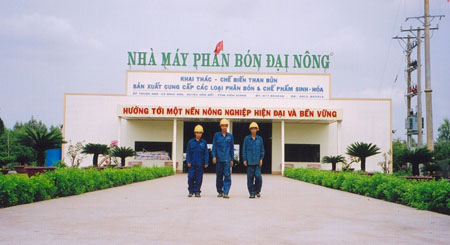 NHÀ MÁY PHÂN BÓN ĐẠI NÔNG
KHAI THÁC - CHẾ BIẾN THAN BÙN
SẢN XUẤT CUNG CẤP CÁC LOẠI PHÂN BÓN & CHẾ PHẨM SINH-HÓA
HƯỚNG TỚI MỘT NỀN NÔNG NGHIỆP HIỆN ĐẠI VÀ BỀN VỮNG